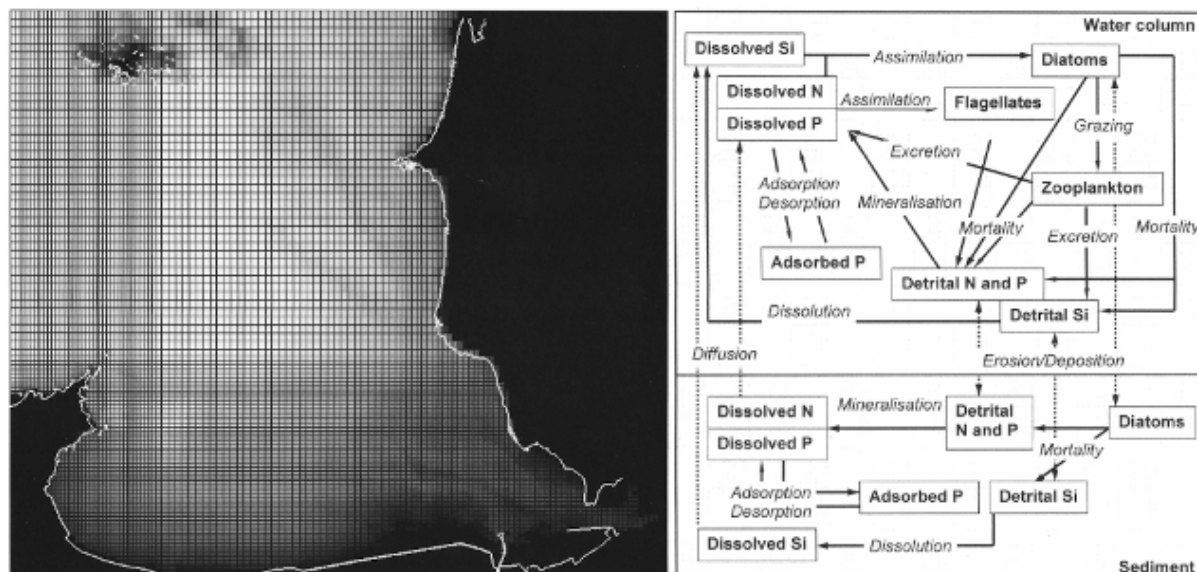 Water column
Dissolved Si
Assimilation
Diatoms
Dissolved N
Assimilation
Flagellates
Dissolved P
Grazing
Excretion
Adsorption
Desorption
Mineralisation
Zooplankton
Mortality
Excretion
Mortality
Adsorbed P
Detrital N and P
Dissolution
Detrital Si
Diffusion
Erosion/Deposition
Dissolved N
Mineralisation
Detrital
N and P
Diatoms
Dissolved P
Mortality
Adsorption
Desorption
Adsorbed P
Detrital Si
Dissolved Si
Dissolution
Sediment